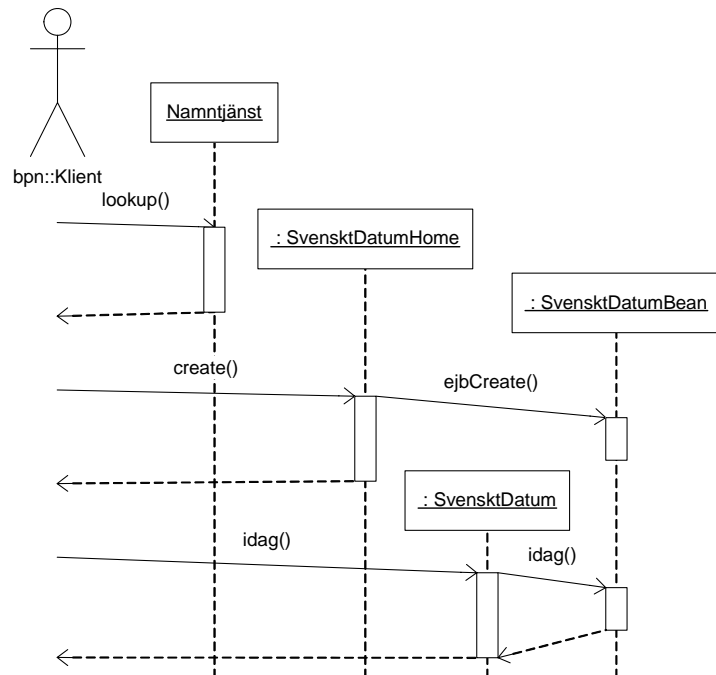 Namntjänst
bpn::Klient
lookup()
: SvensktDatumHome
: SvensktDatumBean
create()
ejbCreate()
: SvensktDatum
idag()
idag()